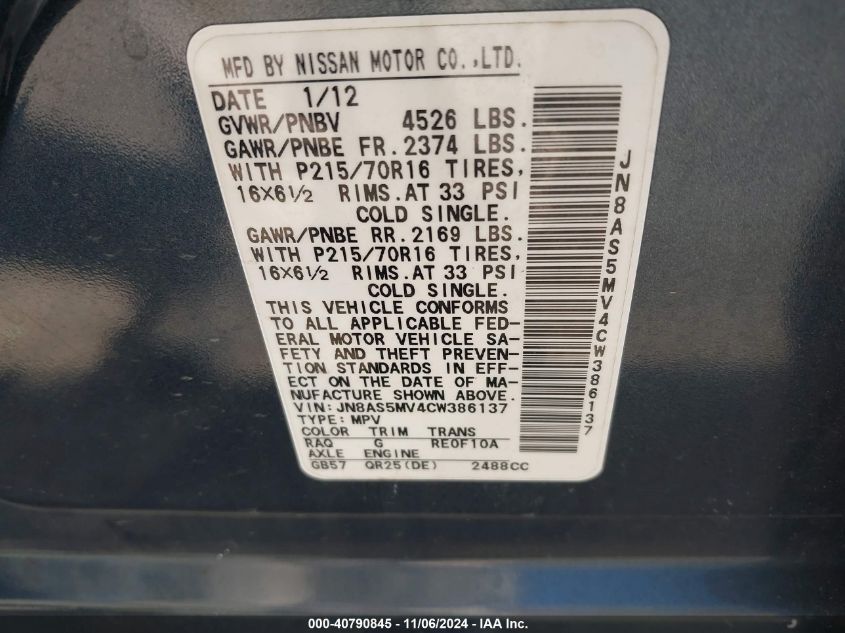 MFD BY NISSAN MOTOR CO.,LTD.
DATE 1/12
GVWR/PNBV 4526 LBS.
GAWR/PNBE FR.2374 LBS.
WITH P215/70R16 TIRES,
16X6½ RIMS.AT 33 PSI
COLD SINGLE.
GAWR/PNBE RR.2169 LBS.
WITH P215/70R16 TIRES,
16X6½ RIMS.AT 33 PSI
COLD SINGLE.
THIS VEHICLE CONFORMS
TO ALL APPLICABLE FED-
ERAL MOTOR VEHICLE SA-
FETY AND THEFT PREVEN-
TION STANDARDS IN EFF-
ECT ON THE DATE OF MA-
NUFACTURE SHOWN ABOVE.
VIN:JN8AS5MV4CW386137
TYPE:MPV
COLOR TRIM TRANS
RAQ G RE0F10A
AXLE ENGINE
GB57 QR25(DE) 2488CC
JN8AS5MV4CW386137
000-40790845 - 11/06/2024 - IAA Inc.